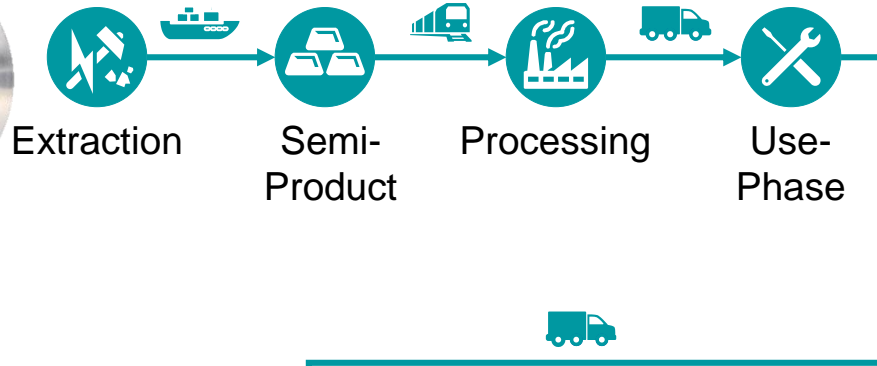 Extraction
Semi-
Product
Processing
Use-
Phase